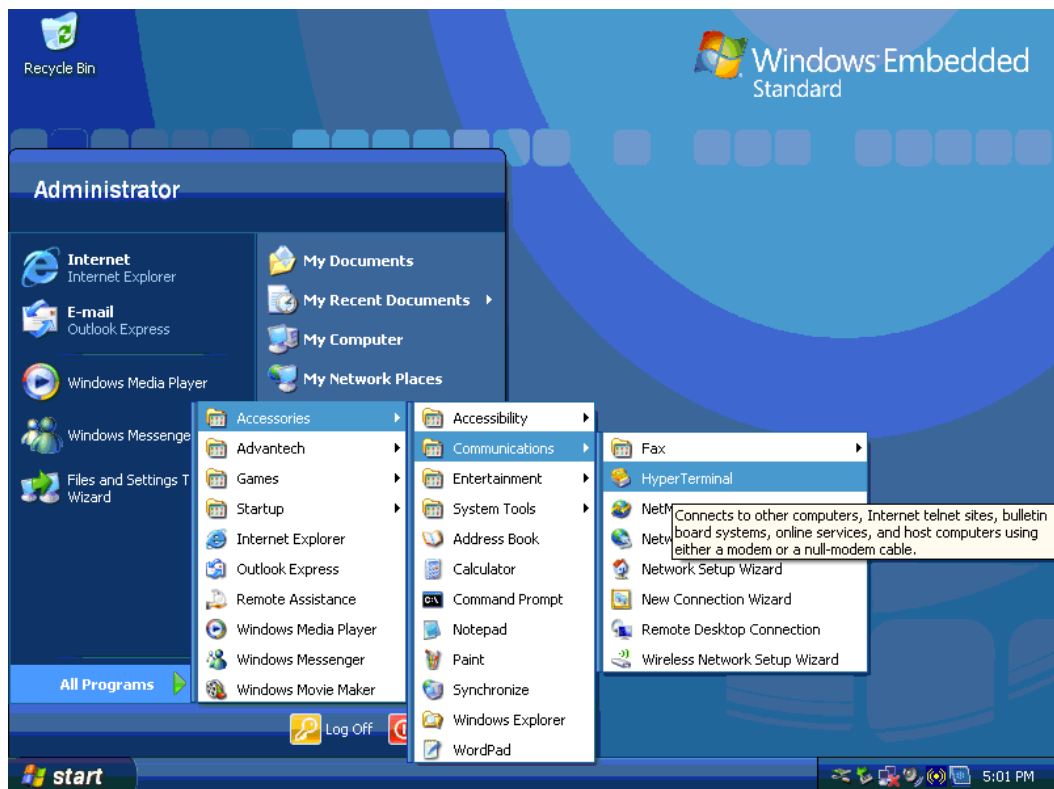 Recycle Bin
Windows Embedded
Standard
Administrator
Internet
Internet Explorer
E-mail
Outlook Express
Windows Media Player
Windows Messenge
Files and Settings T
Wizard
All Programs
My Documents
My Recent Documents
My Computer
My Network Places
Accessories
Advantech
Games
Startup
Internet Explorer
Outlook Express
Remote Assistance
Windows Media Player
Windows Messenger
Windows Movie Maker
Accessibility
Communications
Entertainment
System Tools
Address Book
Calculator
Command Prompt
Notepad
Paint
Synchronize
Windows Explorer
WordPad
Fax
HyperTerminal
Netw
Network Setup Wizard
New Connection Wizard
Remote Desktop Connection
Wireless Network Setup Wizard
Connects to other computers, Internet telnet sites, bulletin
board systems, online services, and host computers using
either a modem or a null-modem cable.
Log Off
start
5:01 PM